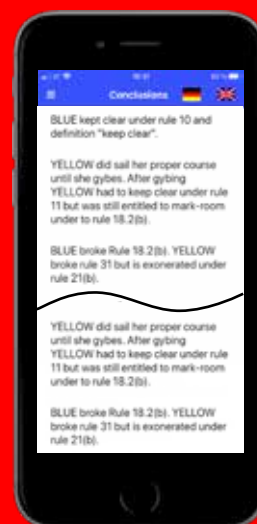 Conclusions
BLUE kept clear under rule 10 and
definition "keep clear".
YELLOW did sail her proper course
until she gybes. After gybing
YELLOW had to keep clear under rule
11 but was still entitled to mark-room
under to rule 18.2(b).
BLUE broke Rule 18.2(b). YELLOW
broke rule 31 but is exonerated under
rule 21(b).
YELLOW did sail her proper course
until she gybes. After gybing
YELLOW had to keep clear under rule
11 but was still entitled to mark-room
under to rule 18.2(b).
BLUE broke Rule 18.2(b). YELLOW
broke rule 31 but is exonerated under
rule 21(b).